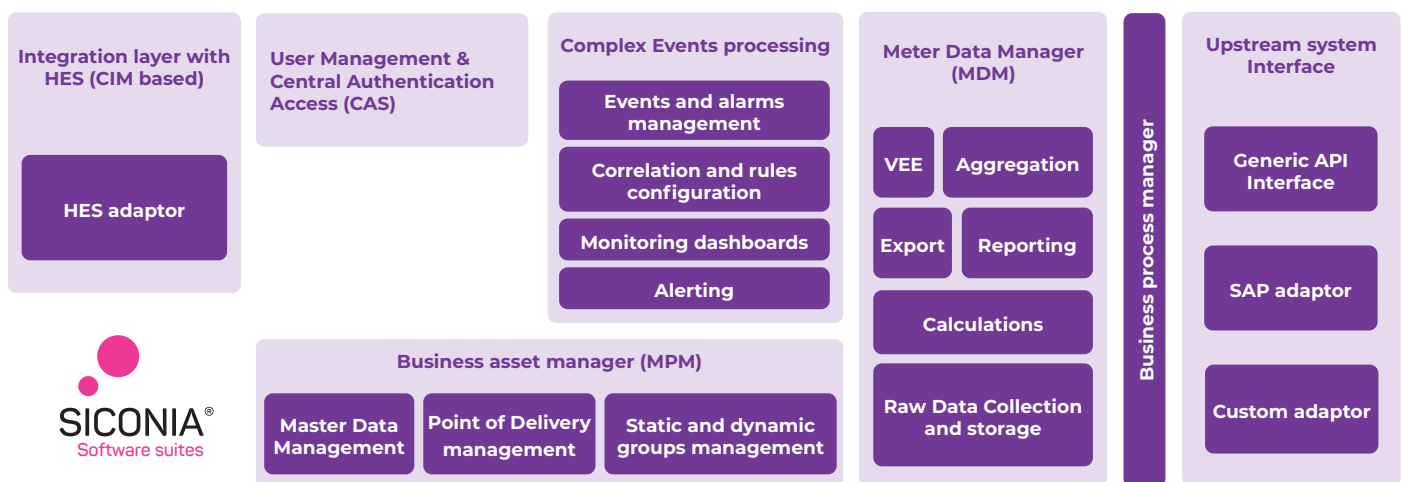 Integration layer with
HES (CIM based)
HES adaptor
User Management &
Central Authentication
Access (CAS)
Complex Events processing
Events and alarms
management
Correlation and rules
configuration
Monitoring dashboards
Alerting
Meter Data Manager
(MDM)
VEE
Aggregation
Export
Reporting
Calculations
Raw Data Collection
and storage
Business process manager
Upstream system
Interface
Generic API
Interface
SAP adaptor
Custom adaptor
SICONIA®
Software suites
Business asset manager (MPM)
Master Data
Management
Point of Delivery
management
Static and dynamic
groups management